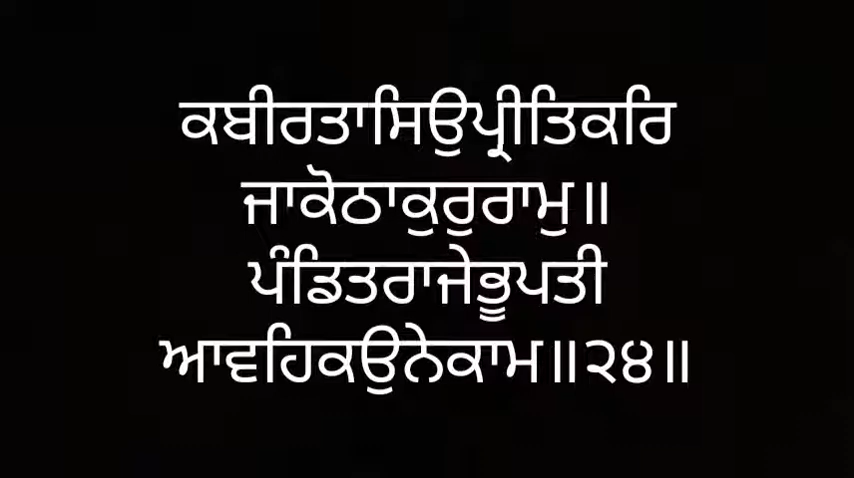 ਕਬੀਰਤਾਸਿਉਪ੍ਰੀਤਿਕਰਿ
ਜਾਕੋਠਾਕੁਰੁਰਾਮੁ॥
ਪੰਡਿਤਰਾਜੇਭੂਪਤੀ
ਆਵਹਿਕਉਨੇਕਾਮ॥੨੪॥